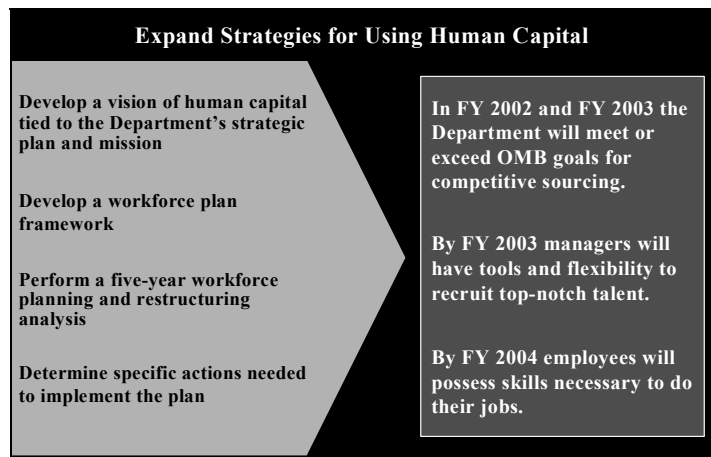 Expand Strategies for Using Human Capital
Develop a vision of human capital
tied to the Department’s strategic
plan and mission
Develop a workforce plan
framework
Perform a five-year workforce
planning and restructuring
analysis
Determine specific actions needed
to implement the plan
In FY 2002 and FY 2003 the
Department will meet or
exceed OMB goals for
competitive sourcing.
By FY 2003 managers will
have tools and flexibility to
recruit top-notch talent.
By FY 2004 employees will
possess skills necessary to do
their jobs.